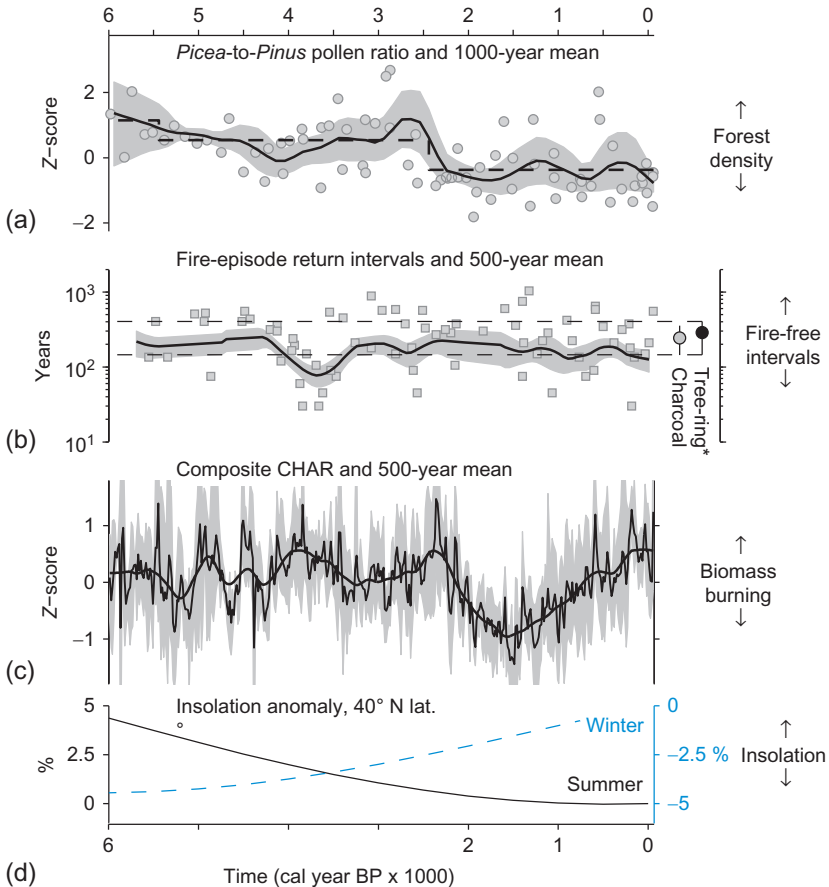 6 5 4 3 2 1 0
Picea-to-Pinus pollen ratio and 1000-year mean
2
0
−2
Z−score
↑
Forest
density
↓
(a)
Fire-episode return intervals and 500-year mean
10³
10²
10¹
Years
Charcoal
Tree-ring*
↑
Fire-free
intervals
↓
(b)
Composite CHAR and 500-year mean
1
0
−1
Z−score
↑
Biomass
burning
↓
(c)
Insolation anomaly, 40° N lat.
5
2.5
0
%
Winter
Summer
0
−2.5 %
−5
↑
Insolation
↓
6 5 4 3 2 1 0
Time (cal year BP x 1000)
(d)